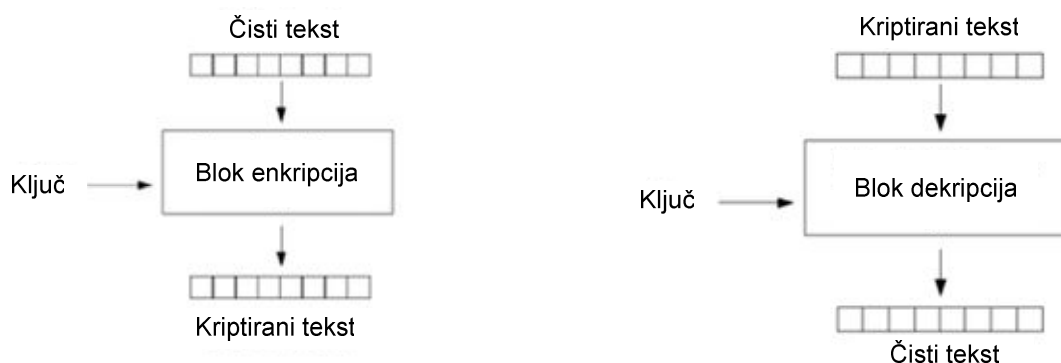 Čisti tekst
Ključ
Blok enkripcija
Kriptirani tekst
Kriptirani tekst
Ključ
Blok dekripcija
Čisti tekst